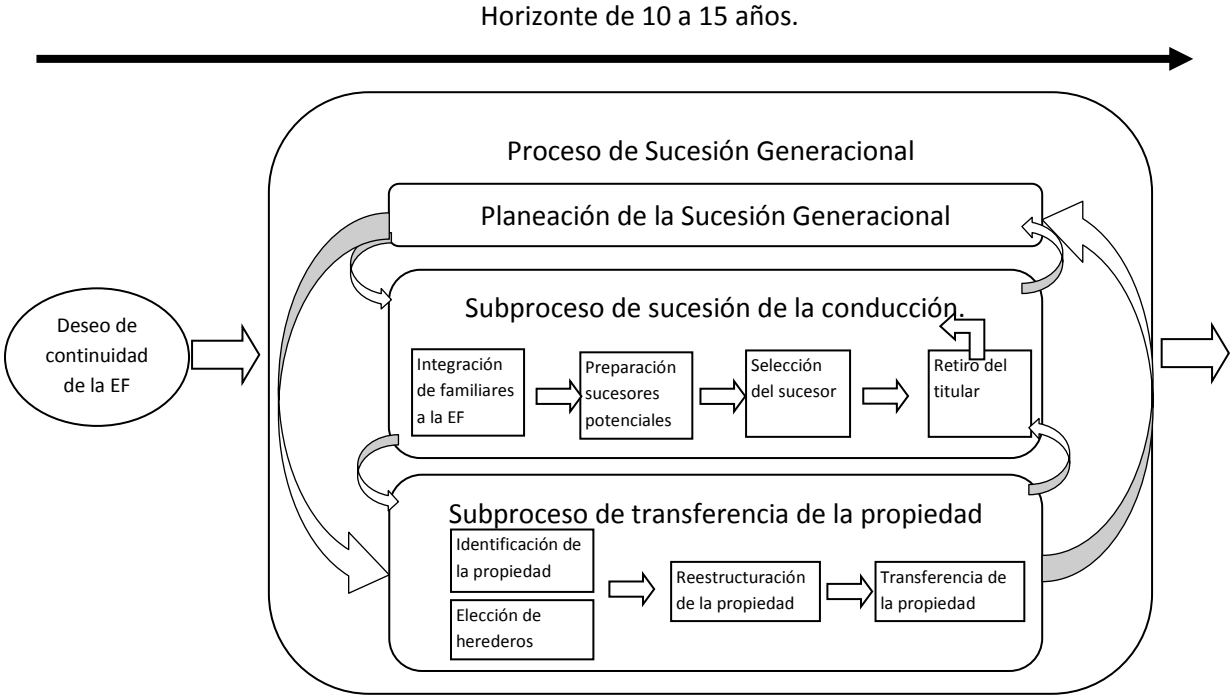 Horizonte de 10 a 15 años.
Proceso de Sucesión Generacional
Planeación de la Sucesión Generacional
Deseo de
continuidad
de la EF
Subproceso de sucesión de la conducción.
Integración
de familiares
a la EF
Preparación
sucesores
potenciales
Selección
del sucesor
Retiro del
titular
Subproceso de transferencia de la propiedad
Identificación de
la propiedad
Elección de
herederos
Reestructuración
de la propiedad
Transferencia de
la propiedad